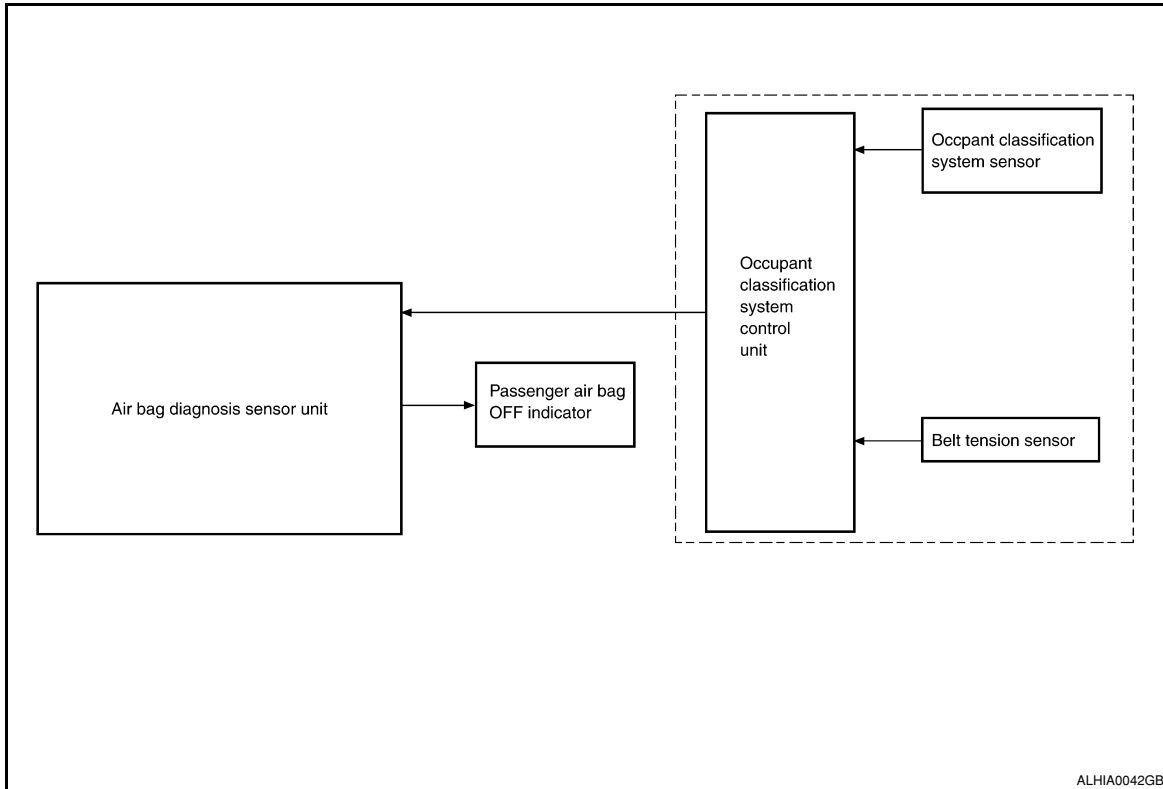 Occpant classification
system sensor
Occupant
classification
system
control
unit
Air bag diagnosis sensor unit
Passenger air bag
OFF indicator
Belt tension sensor
ALHIA0042GB